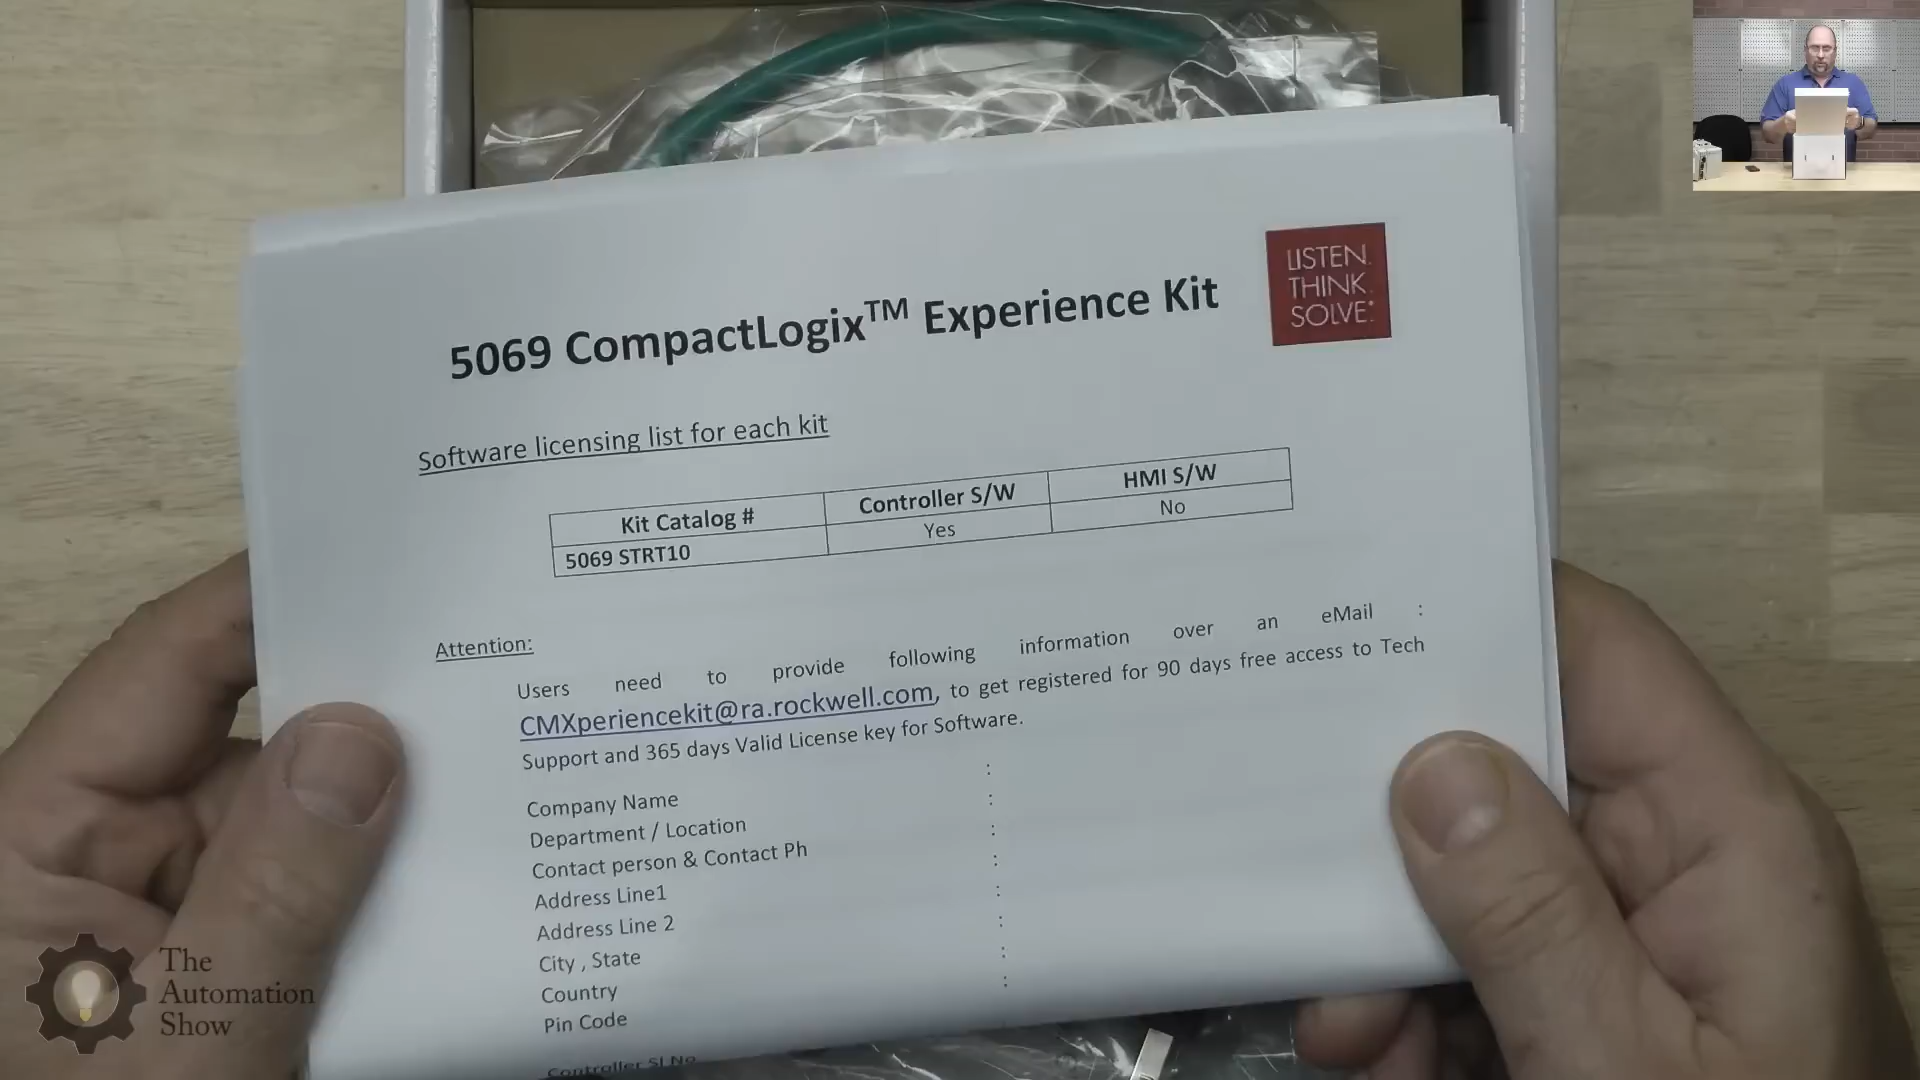 5069 CompactLogix™ Experience Kit
LISTEN.
THINK.
SOLVE.
Software licensing list for each kit
Kit Catalog # Controller S/W HMI S/W
5069 STRT10 Yes No
Attention:
Users need to provide following information over an eMail :
CMXperiencekit@ra.rockwell.com, to get registered for 90 days free access to Tech
Support and 365 days Valid License key for Software.
Company Name :
Department / Location :
Contact person & Contact Ph :
Address Line1 :
Address Line 2 :
City , State :
Country :
Pin Code :
Controller Sl No
The
Automation
Show